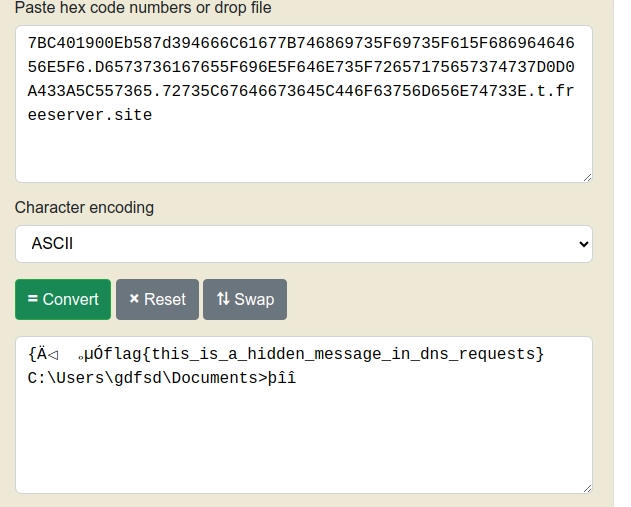 Paste hex code numbers or drop file
7BC401900Eb587d394666C61677B746869735F69735F615F686964646
56E5F6.D6573736167655F696E5F646E735F72657175657374737D0D0
A433A5C557365.72735C67646673645C446F63756D656E74733E.t.fr
eeserver.site
Character encoding
ASCII
= Convert
× Reset
⇅ Swap
flag{this_is_a_hidden_message_in_dns_requests}
C:\Users\gdfsd\Documents>þîî